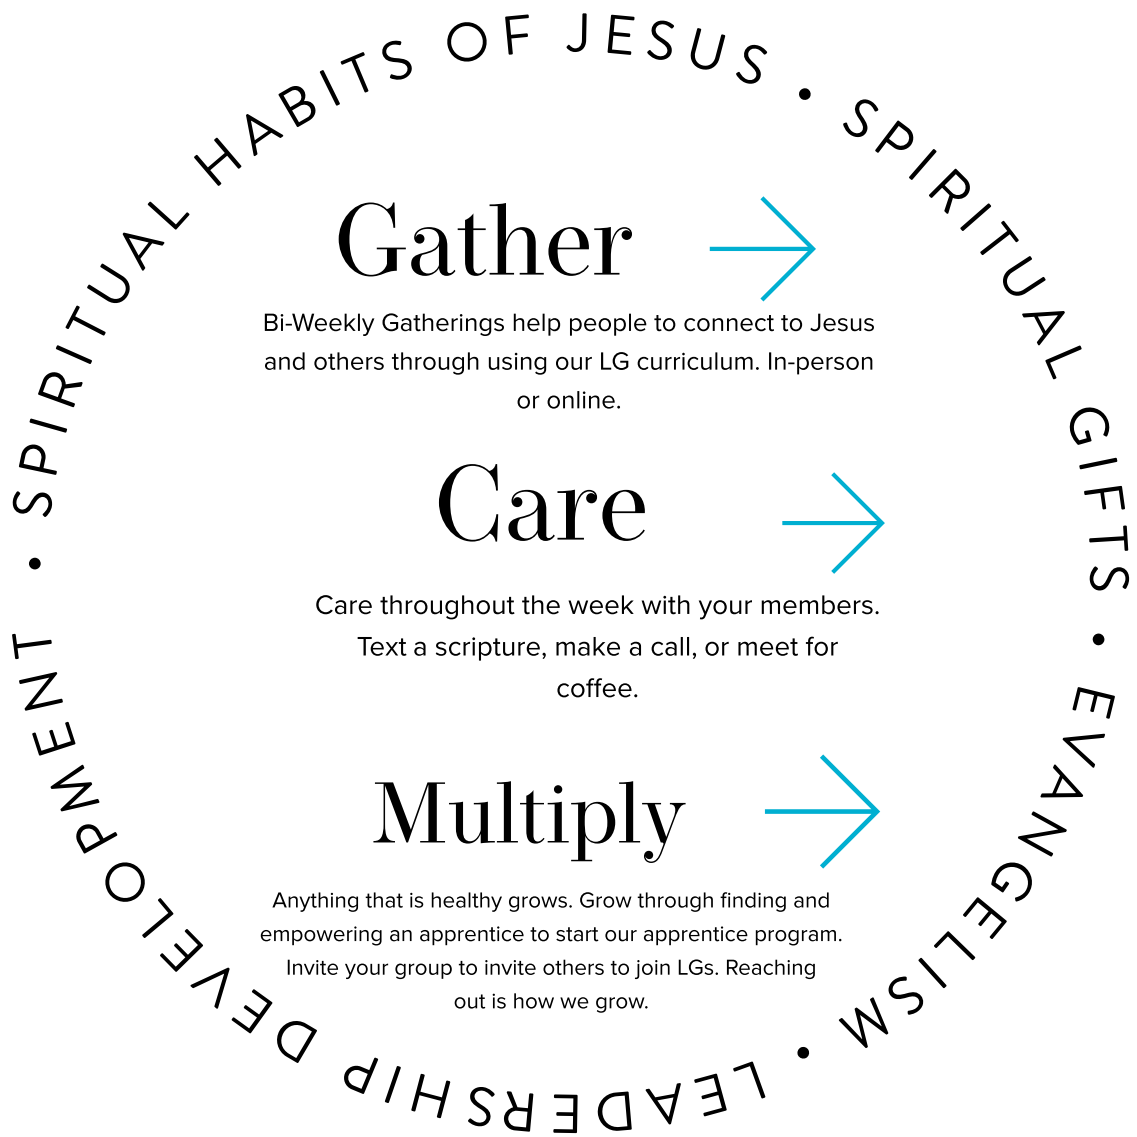 SPIRITUAL HABITS OF JESUS • SPIRITUAL GIFTS • EVANGELISM • LEADERSHIP DEVELOPMENT •
Gather
Bi-Weekly Gatherings help people to connect to Jesus
and others through using our LG curriculum. In-person
or online.
Care
Care throughout the week with your members.
Text a scripture, make a call, or meet for
coffee.
Multiply
Anything that is healthy grows. Grow through finding and
empowering an apprentice to start our apprentice program.
Invite your group to invite others to join LGs. Reaching
out is how we grow.